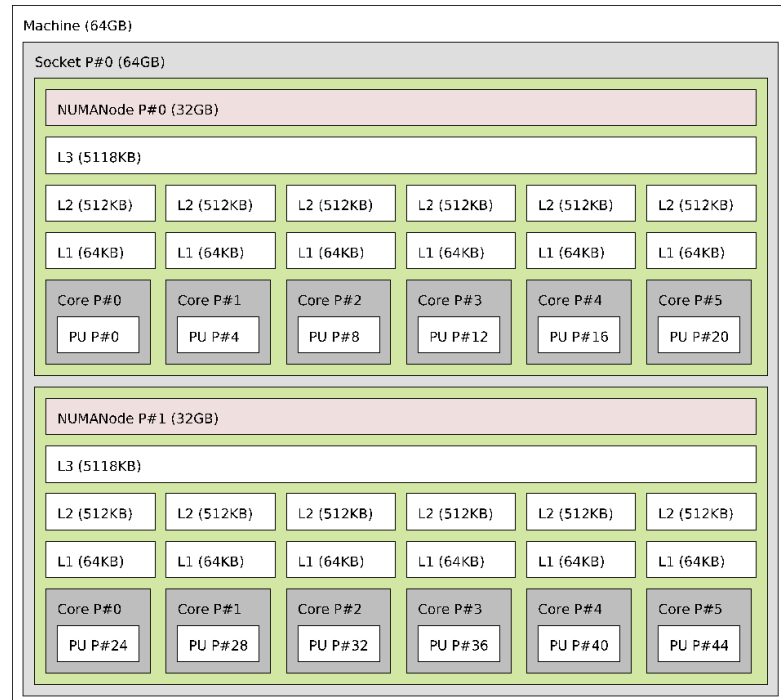 Machine (64GB)
Socket P#0 (64GB)
NUMANode P#0 (32GB)
L3 (5118KB)
L2 (512KB) L2 (512KB) L2 (512KB) L2 (512KB) L2 (512KB) L2 (512KB)
L1 (64KB) L1 (64KB) L1 (64KB) L1 (64KB) L1 (64KB) L1 (64KB)
Core P#0 Core P#1 Core P#2 Core P#3 Core P#4 Core P#5
PU P#0 PU P#4 PU P#8 PU P#12 PU P#16 PU P#20
NUMANode P#1 (32GB)
L3 (5118KB)
L2 (512KB) L2 (512KB) L2 (512KB) L2 (512KB) L2 (512KB) L2 (512KB)
L1 (64KB) L1 (64KB) L1 (64KB) L1 (64KB) L1 (64KB) L1 (64KB)
Core P#0 Core P#1 Core P#2 Core P#3 Core P#4 Core P#5
PU P#24 PU P#28 PU P#32 PU P#36 PU P#40 PU P#44